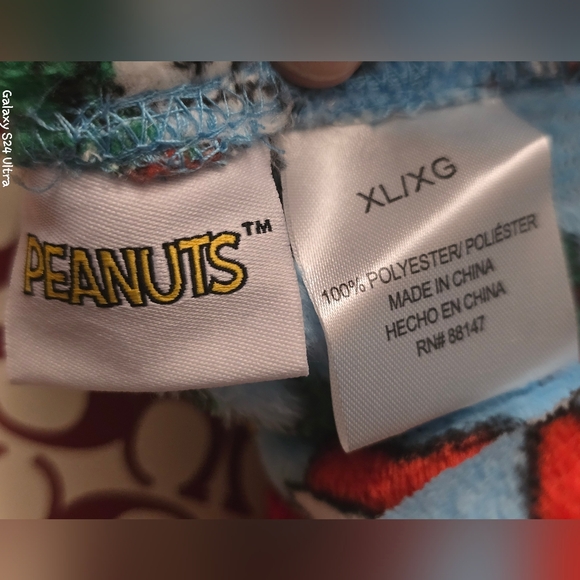 Galaxy S24 Ultra
PEANUTS™
XL/XG
100% POLYESTER/ POLIÉSTER
MADE IN CHINA
HECHO EN CHINA
RN# 88147